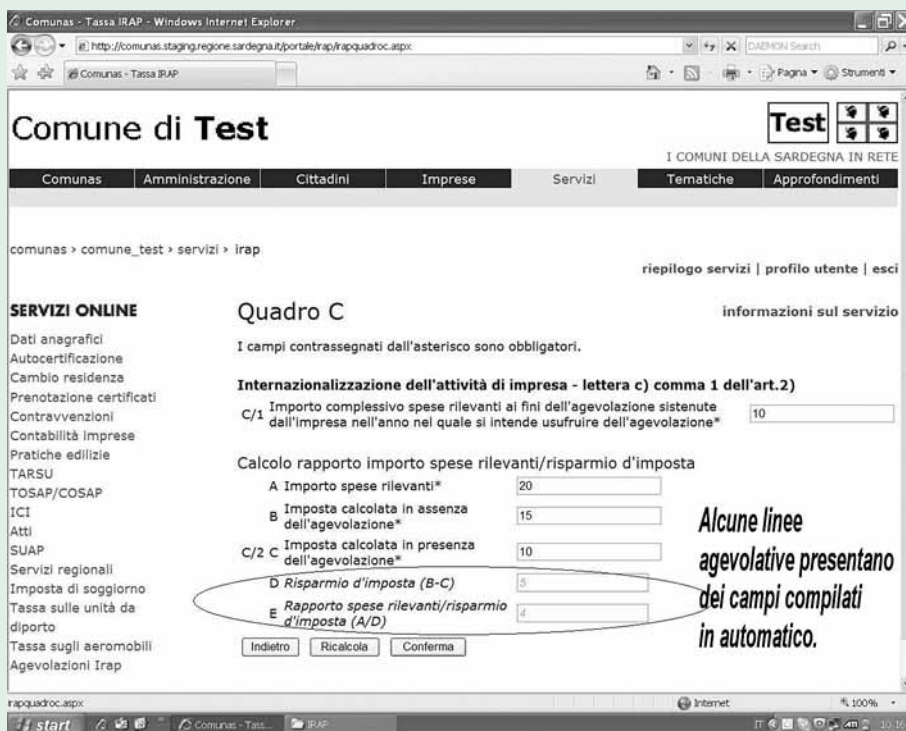 Comunas - Tassa IRAP - Windows Internet Explorer
http://comunas.staging.regione.sardegna.it/portale/irap/irapquadroc.aspx
DAEMON Search
Comunas - Tassa IRAP
Pagina
Strumenti
Comune di Test
Test
I COMUNI DELLA SARDEGNA IN RETE
Comunas Amministrazione Cittadini Imprese Servizi Tematiche Approfondimenti
comunas > comune_test > servizi > irap
riepilogo servizi | profilo utente | esci
SERVIZI ONLINE
Dati anagrafici
Autocertificazione
Cambio residenza
Prenotazione certificati
Contravvenzioni
Contabilità imprese
Pratiche edilizie
TARSU
TOSAP/COSAP
ICI
Atti
SUAP
Servizi regionali
Imposta di soggiorno
Tassa sulle unità da
diporto
Tassa sugli aeromobili
Agevolazioni Irap
Quadro C
informazioni sul servizio
I campi contrassegnati dall'asterisco sono obbligatori.
Internazionalizzazione dell'attività di impresa - lettera c) comma 1 dell'art.2)
C/1 Importo complessivo spese rilevanti ai fini dell'agevolazione sistenute
dall'impresa nell'anno nel quale si intende usufruire dell'agevolazione*
10
Calcolo rapporto importo spese rilevanti/risparmio d'imposta
A Importo spese rilevanti* 20
B Imposta calcolata in assenza
dell'agevolazione*
15
C/2 C Imposta calcolata in presenza
dell'agevolazione*
10
D Risparmio d'imposta (B-C) 5
E Rapporto spese rilevanti/risparmio
d'imposta (A/D)
4
Indietro Ricalcola Conferma
Alcune linee
agevolative presentano
dei campi compilati
in automatico.
rapquadroc.aspx
Internet
100%
start
Comunas - Tass...
IRAP
IT
10.16